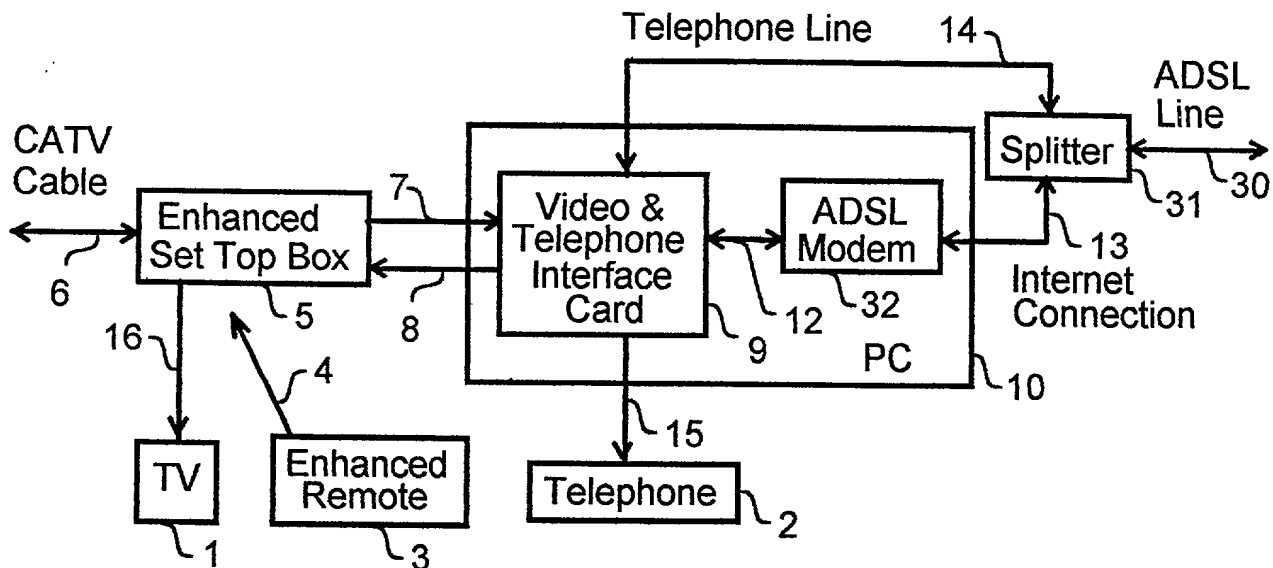 Telephone Line
14
ADSL
Line
CATV
Cable
Splitter
30
31
7
Enhanced
Set Top Box
Video &
Telephone
Interface
Card
ADSL
Modem
13
Internet
Connection
6
5
8
12
32
9
PC
10
16
4
15
TV
Enhanced
Remote
Telephone
1
3
2